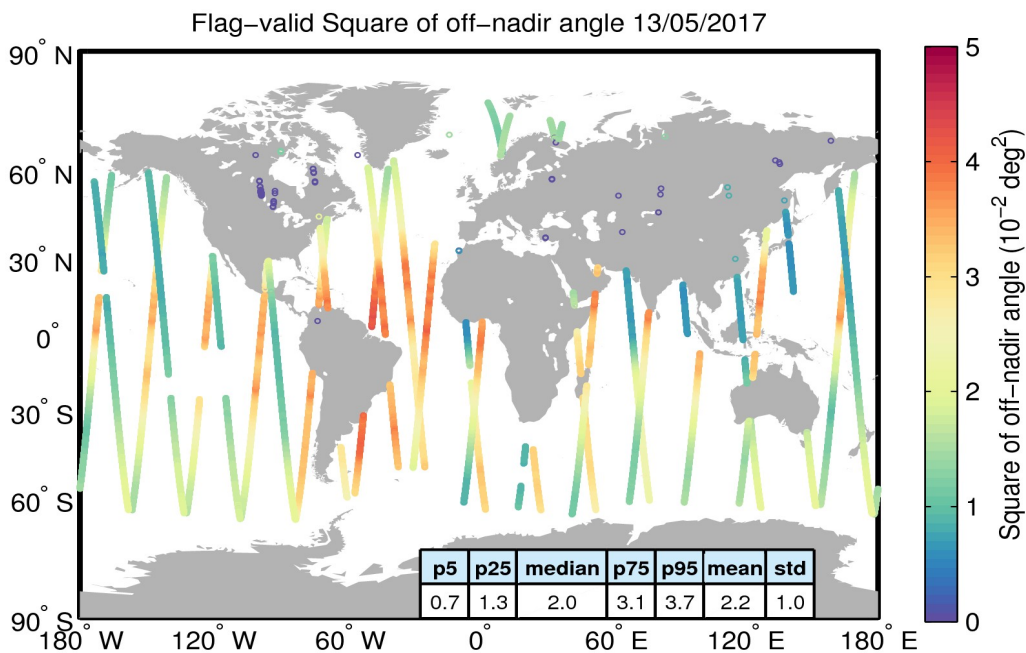 Flag−valid Square of off−nadir angle 13/05/2017
90° N
60° N
30° N
0°
30° S
60° S
90° S
180° W
120° W
60° W
0°
60° E
120° E
180° E
p5 p25 median p75 p95 mean std
0.7 1.3 2.0 3.1 3.7 2.2 1.0
5
4
3
2
1
0
Square of off−nadir angle (10⁻² deg²)